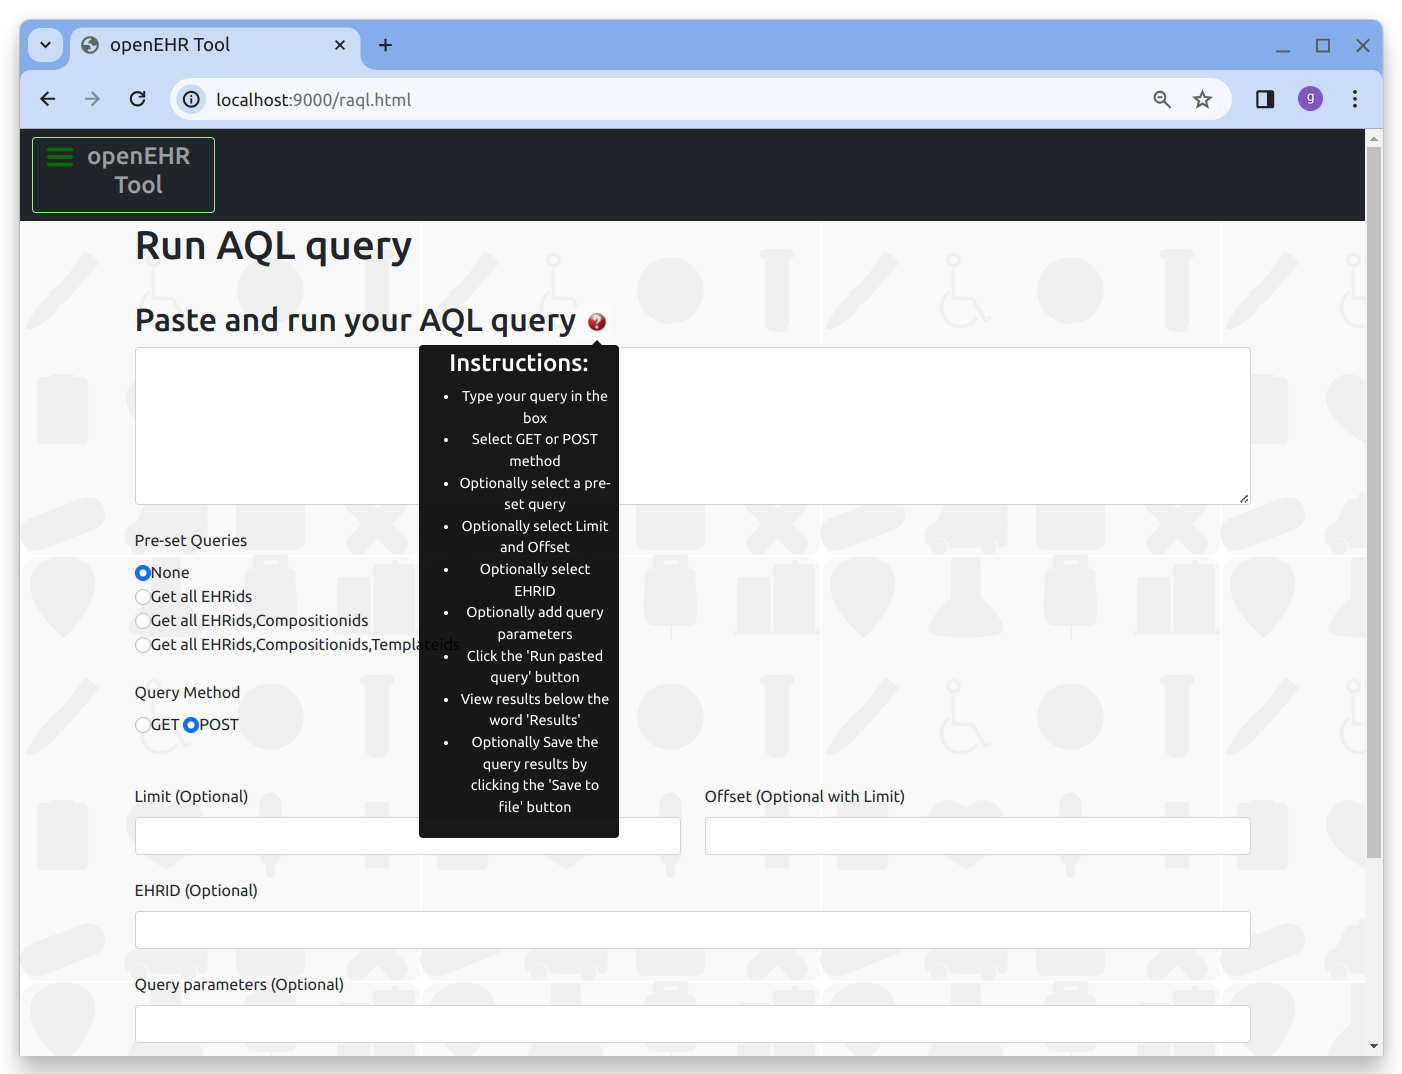 openEHR Tool
localhost:9000/raql.html
g
openEHR
Tool
Run AQL query
Paste and run your AQL query
?
Instructions:
• Type your query in the
box
• Select GET or POST
method
• Optionally select a pre-
set query
• Optionally select Limit
and Offset
• Optionally select
EHRID
• Optionally add query
parameters
• Click the 'Run pasted
query' button
• View results below the
word 'Results'
• Optionally Save the
query results by
clicking the 'Save to
file' button
Pre-set Queries
None
Get all EHRids
Get all EHRids,Compositionids
Get all EHRids,Compositionids,Templateids
Query Method
GET POST
Limit (Optional)
Offset (Optional with Limit)
EHRID (Optional)
Query parameters (Optional)